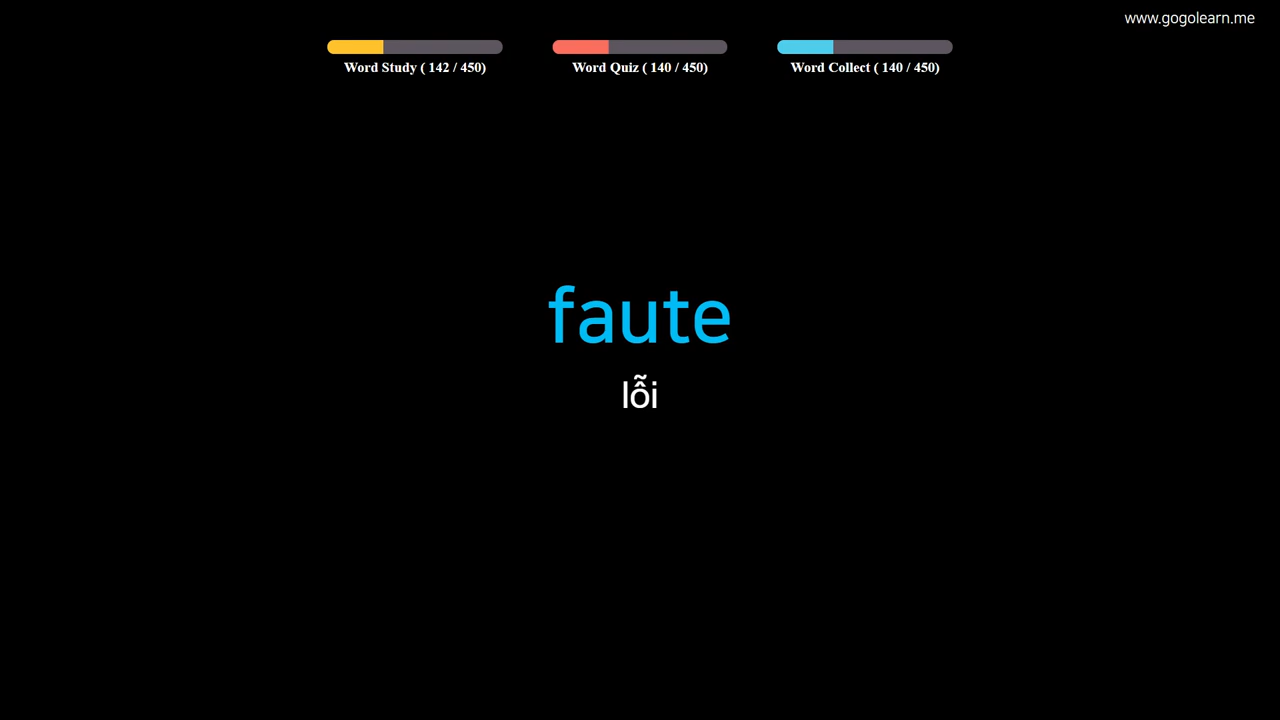 www.gogolearn.me
Word Study ( 142 / 450)
Word Quiz ( 140 / 450)
Word Collect ( 140 / 450)
faute
lỗi